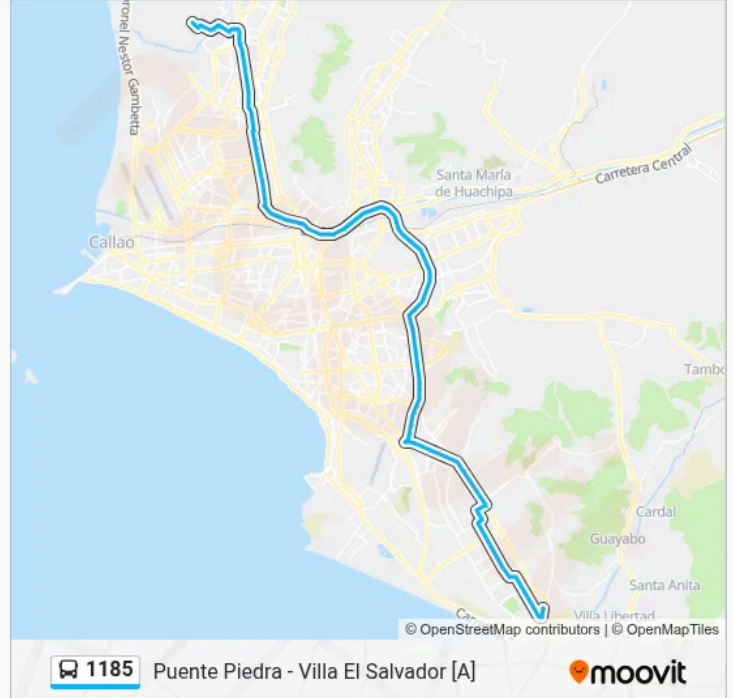 oronel Nestor Gambetta
Santa María
de Huachipa
Carretera Central
Callao
Tambo
Cardal
Guayabo
Santa Anita
Villa Libertad
© OpenStreetMap contributors | © OpenMapTiles
1185 Puente Piedra - Villa El Salvador [A]
moovit